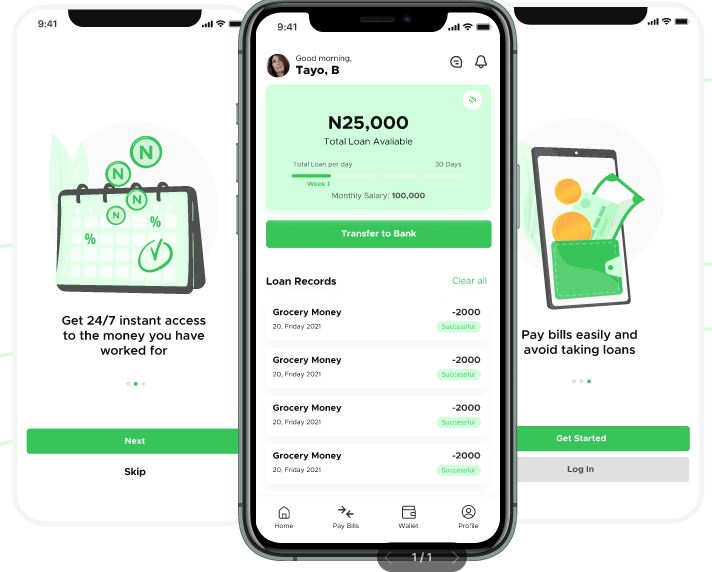 9:41
N
N
N
N
%
%
Get 24/7 instant access
to the money you have
worked for
Next
Skip
9:41
Good morning,
Tayo, B
N25,000
Total Loan Avaliable
Total Loan per day
30 Days
Week 1
Monthly Salary: 100,000
Transfer to Bank
Loan Records
Clear all
Grocery Money
-2000
20, Friday 2021
Successful
Grocery Money
-2000
20, Friday 2021
Successful
Grocery Money
-2000
20, Friday 2021
Successful
Grocery Money
-2000
20, Friday 2021
Successful
Home
Pay Bills
Wallet
Profile
1/1
Pay bills easily and
avoid taking loans
Get Started
Log In